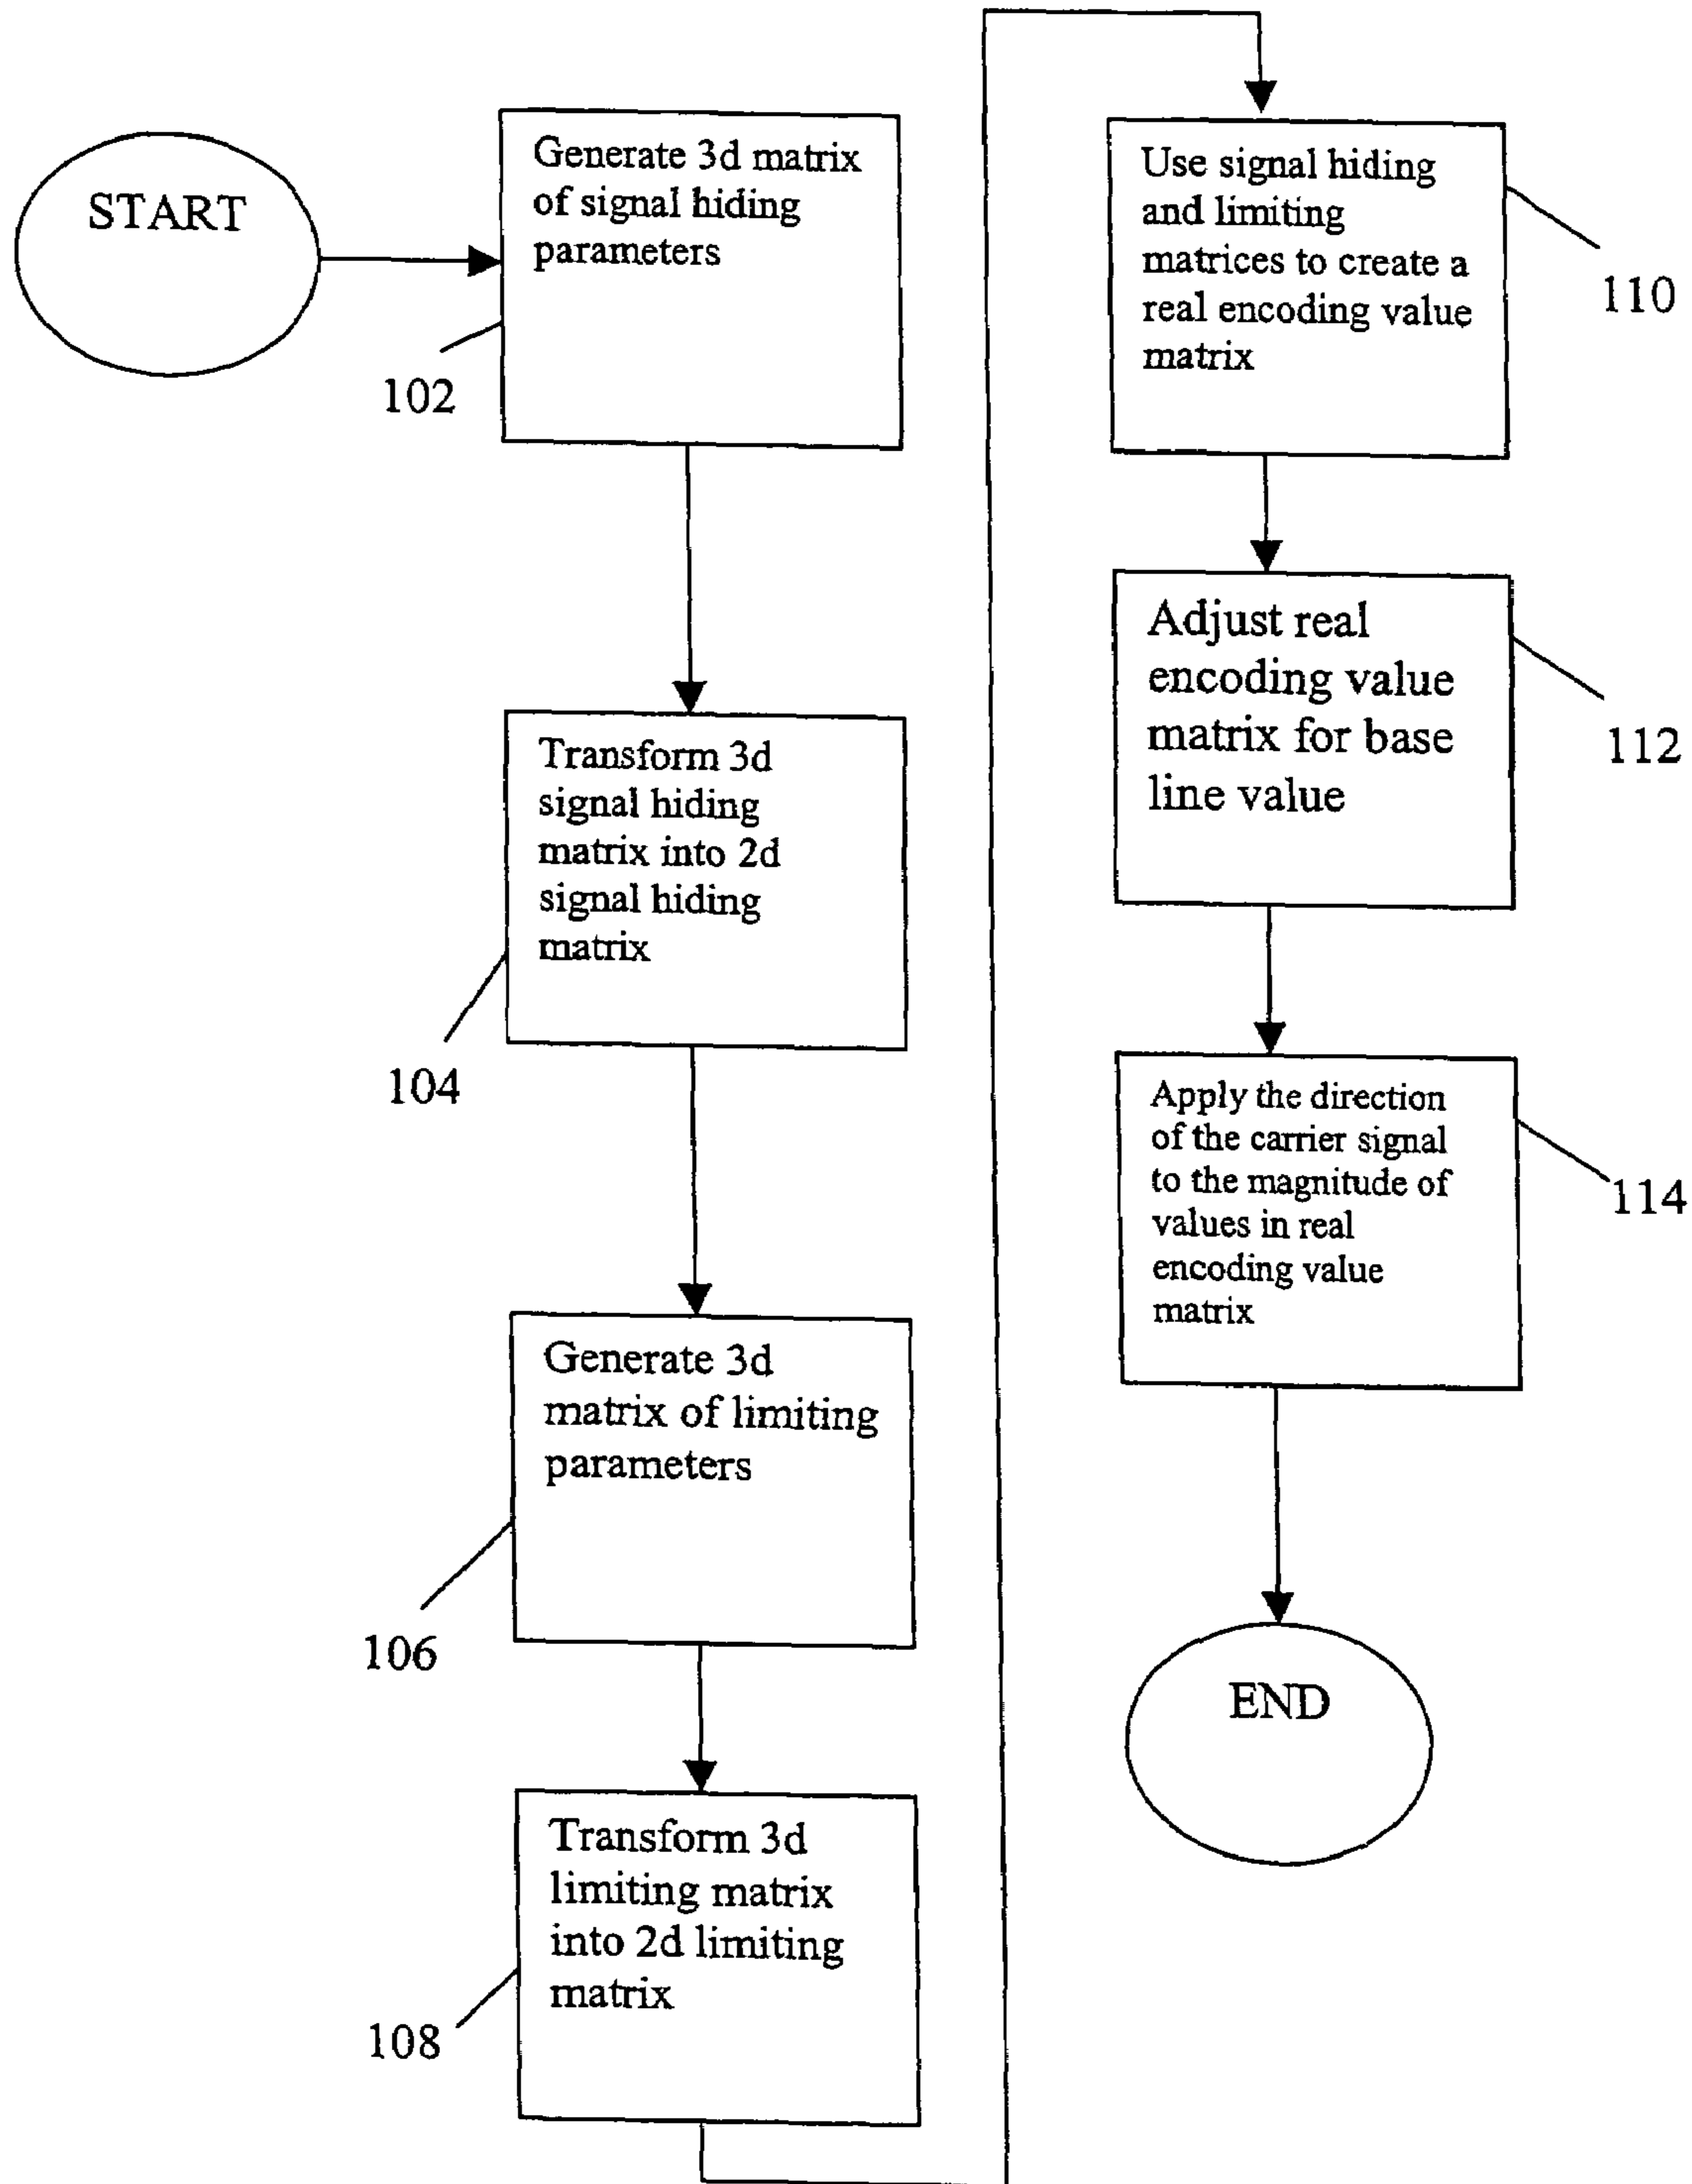 START
Generate 3d matrix
of signal hiding
parameters
102
Transform 3d
signal hiding
matrix into 2d
signal hiding
matrix
104
Generate 3d
matrix of limiting
parameters
106
Transform 3d
limiting matrix
into 2d limiting
matrix
108
Use signal hiding
and limiting
matrices to create a
real encoding value
matrix
110
Adjust real
encoding value
matrix for base
line value
112
Apply the direction
of the carrier signal
to the magnitude of
values in real
encoding value
matrix
114
END